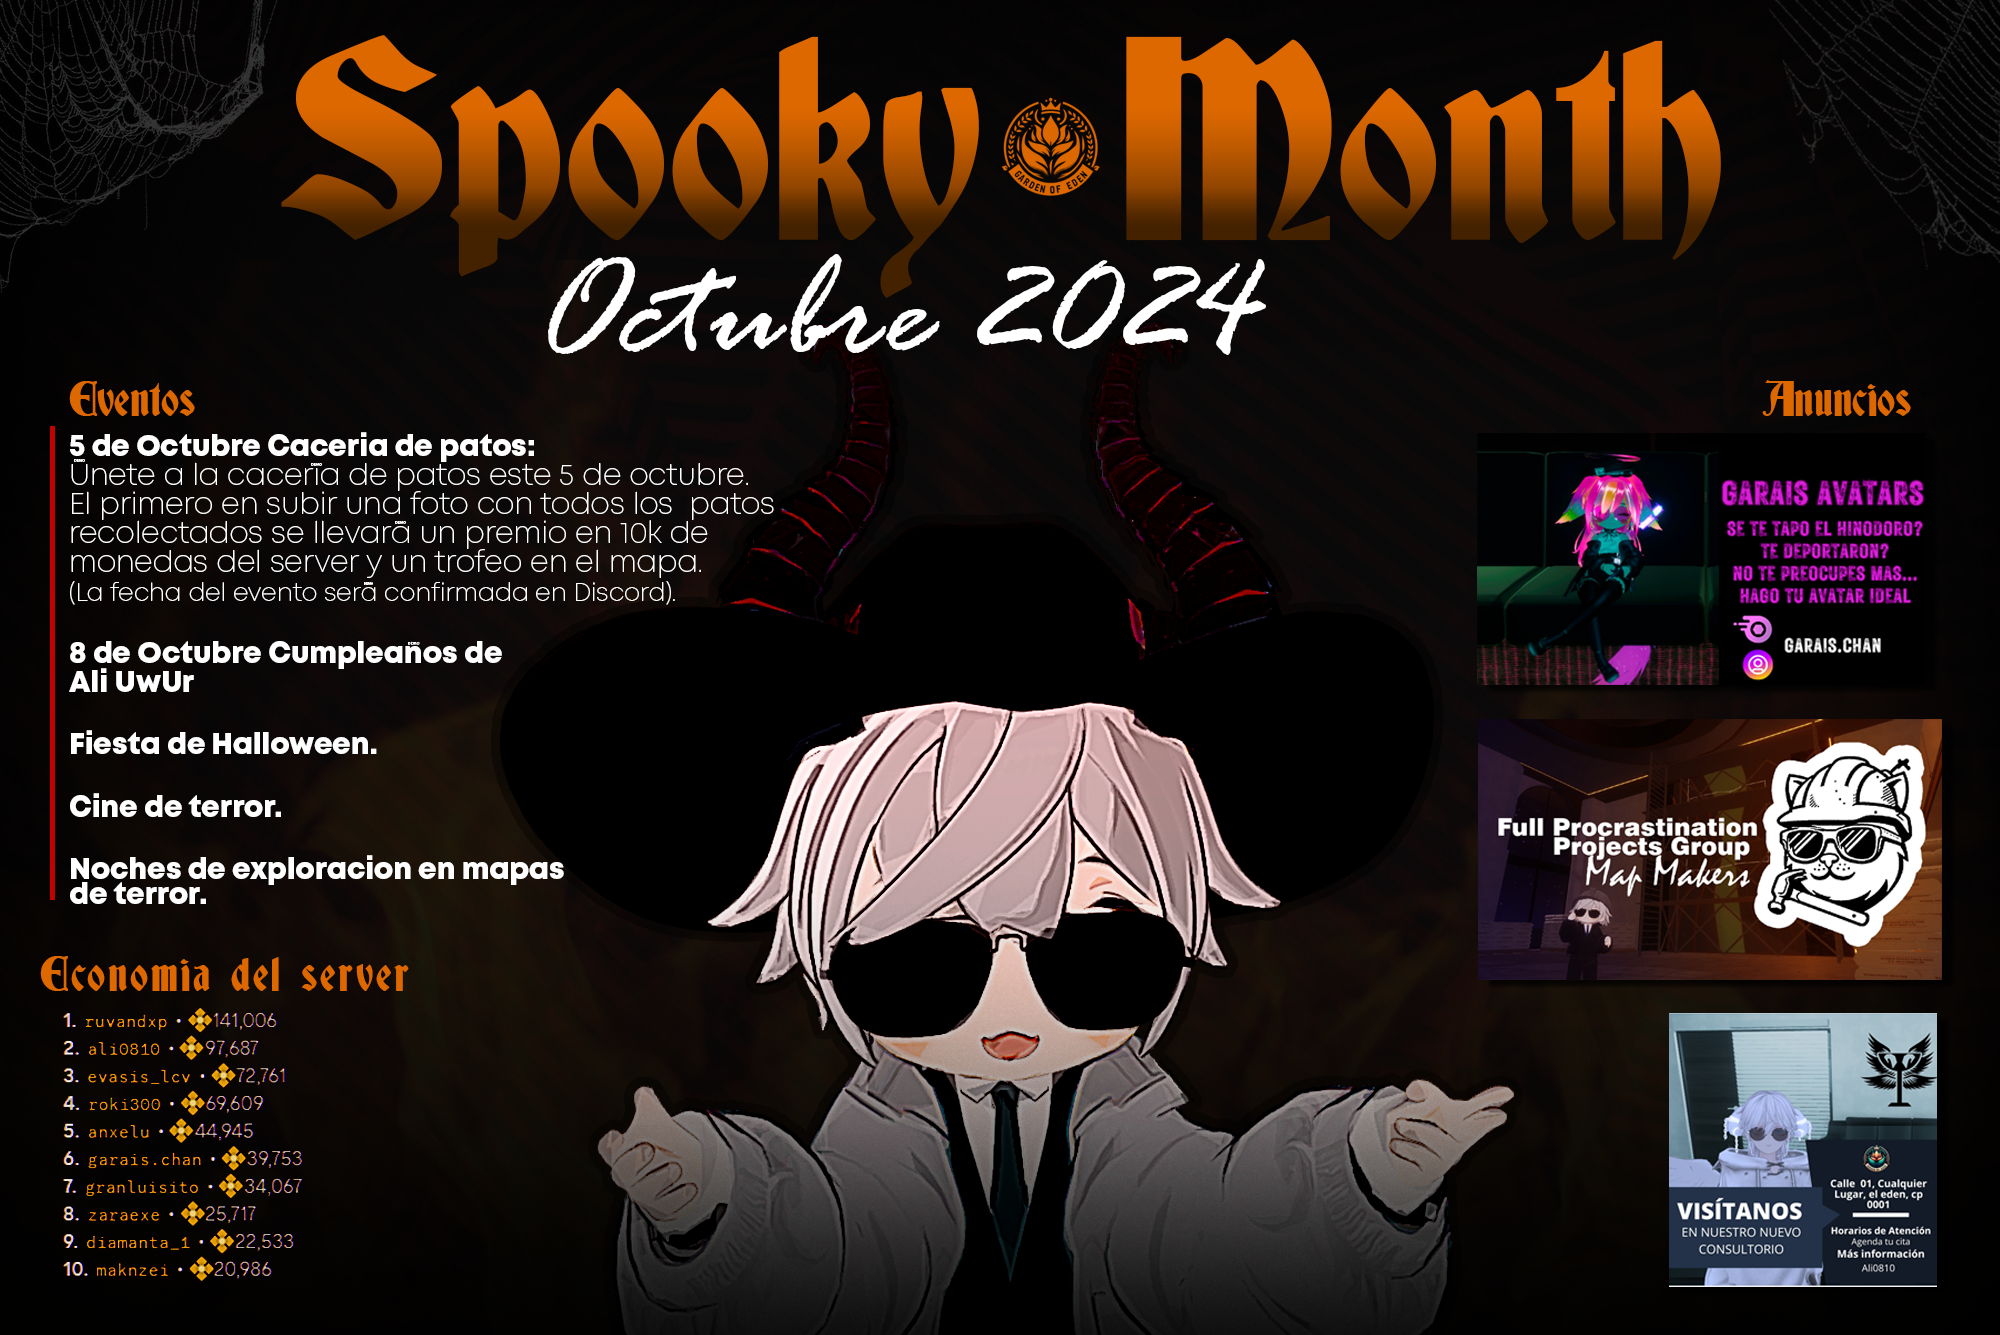 Spooky Month
GARDEN OF EDEN
Octubre 2024
Eventos
5 de Octubre Caceria de patos:
Únete a la cacería de patos este 5 de octubre.
El primero en subir una foto con todos los patos
recolectados se llevará un premio en 10k de
monedas del server y un trofeo en el mapa.
(La fecha del evento será confirmada en Discord).
8 de Octubre Cumpleaños de
Ali UwUr
Fiesta de Halloween.
Cine de terror.
Noches de exploracion en mapas
de terror.
Economia del server
1. ruvandxp • 141,006
2. ali0810 • 97,687
3. evasis_lcv • 72,761
4. roki300 • 69,609
5. anxelu • 44,945
6. garais.chan • 39,753
7. granluisito • 34,067
8. zaraexe • 25,717
9. diamanta_1 • 22,533
10. maknzei • 20,986
Anuncios
GARAIS AVATARS
SE TE TAPO EL HINODORO?
TE DEPORTARON?
NO TE PREOCUPES MAS...
HAGO TU AVATAR IDEAL
GARAIS.CHAN
Full Procrastination
Projects Group
Map Makers
VISÍTANOS
EN NUESTRO NUEVO
CONSULTORIO
Calle 01, Cualquier
Lugar, el eden, cp
0001
Horarios de Atención
Agenda tu cita
Más información
Ali0810